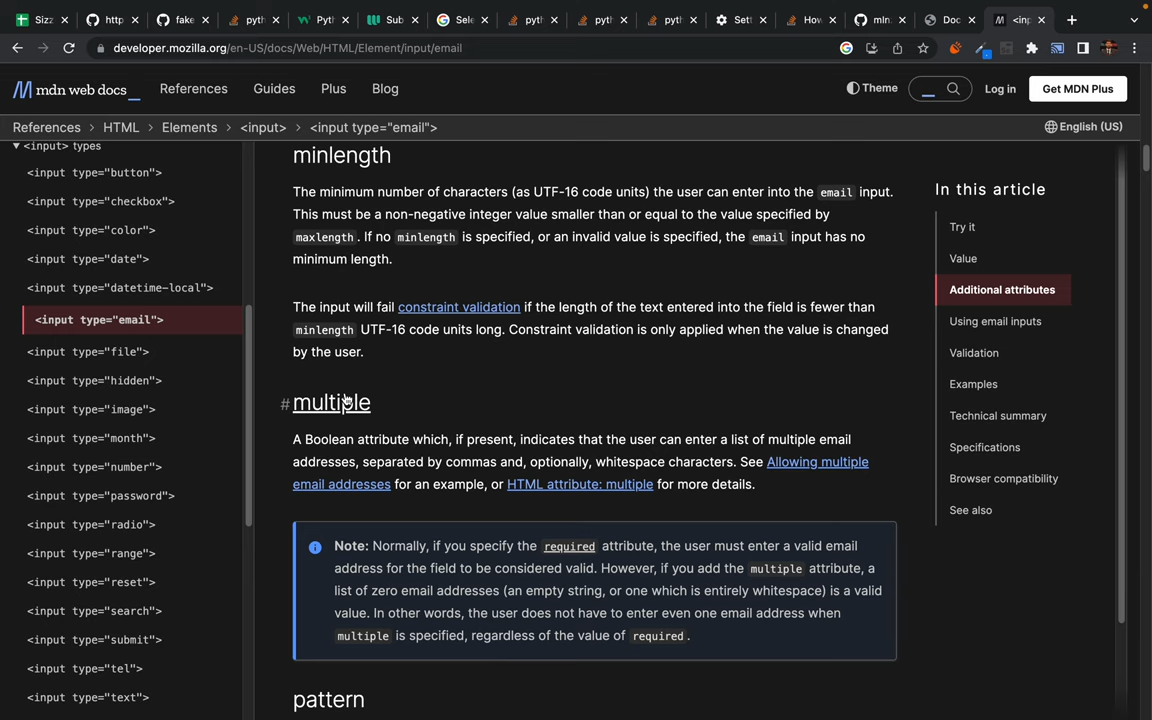 Sizz
http
fake
pyth
Pyth
Sub
Sele
pyth
pyth
pyth
Sett
How
mln
Doc
<inp
developer.mozilla.org/en-US/docs/Web/HTML/Element/input/email
mdn web docs_
References
Guides
Plus
Blog
Theme
Log in
Get MDN Plus
References > HTML > Elements > <input> > <input type="email">
English (US)
<input> types
<input type="button">
<input type="checkbox">
<input type="color">
<input type="date">
<input type="datetime-local">
<input type="email">
<input type="file">
<input type="hidden">
<input type="image">
<input type="month">
<input type="number">
<input type="password">
<input type="radio">
<input type="range">
<input type="reset">
<input type="search">
<input type="submit">
<input type="tel">
<input type="text">
minlength
The minimum number of characters (as UTF-16 code units) the user can enter into the email input.
This must be a non-negative integer value smaller than or equal to the value specified by
maxlength. If no minlength is specified, or an invalid value is specified, the email input has no
minimum length.
The input will fail constraint validation if the length of the text entered into the field is fewer than
minlength UTF-16 code units long. Constraint validation is only applied when the value is changed
by the user.
# multiple
A Boolean attribute which, if present, indicates that the user can enter a list of multiple email
addresses, separated by commas and, optionally, whitespace characters. See Allowing multiple
email addresses for an example, or HTML attribute: multiple for more details.
Note: Normally, if you specify the required attribute, the user must enter a valid email
address for the field to be considered valid. However, if you add the multiple attribute, a
list of zero email addresses (an empty string, or one which is entirely whitespace) is a valid
value. In other words, the user does not have to enter even one email address when
multiple is specified, regardless of the value of required.
pattern
In this article
Try it
Value
Additional attributes
Using email inputs
Validation
Examples
Technical summary
Specifications
Browser compatibility
See also